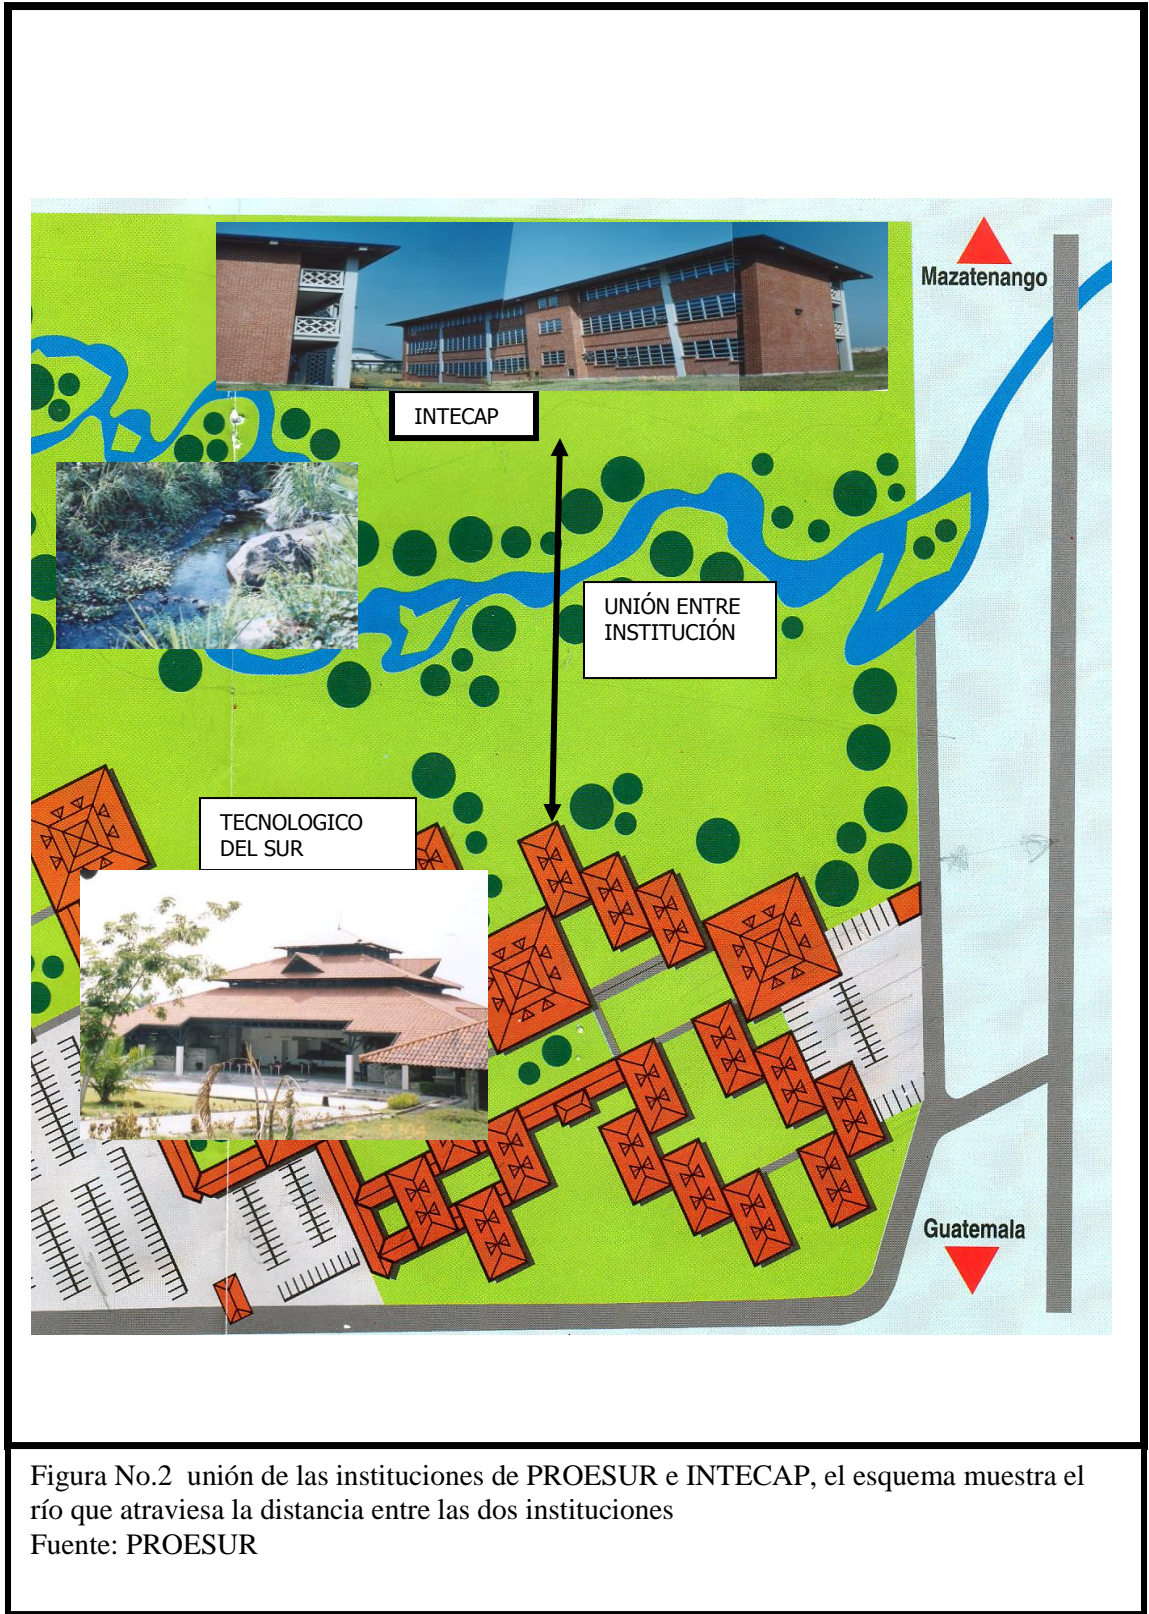 Mazatenango
INTECAP
UNIÓN ENTRE
INSTITUCIÓN
TECNOLOGICO
DEL SUR
Guatemala
Figura No.2 unión de las instituciones de PROESUR e INTECAP, el esquema muestra el
río que atraviesa la distancia entre las dos instituciones
Fuente: PROESUR